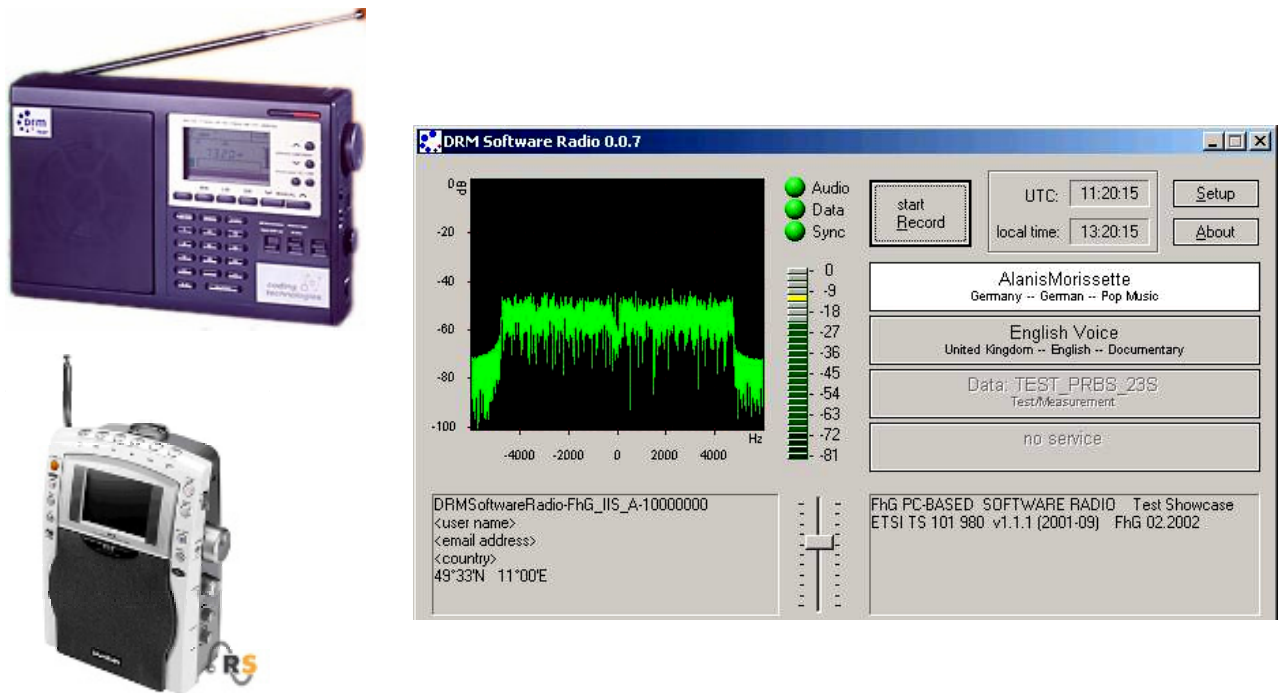 drm
coding
technologies
RS
DRM Software Radio 0.0.7
0
dB
-20
-40
-60
-80
-100
-4000 -2000 0 2000 4000
Hz
Audio
Data
Sync
start
Record
UTC: 11:20:15
local time: 13:20:15
Setup
About
0
-9
-18
-27
-36
-45
-54
-63
-72
-81
AlanisMorissette
Germany -- German -- Pop Music
English Voice
United Kingdom -- English -- Documentary
Data: TEST_PRBS_23S
Test/Measurement
no service
DRMSoftwareRadio-FhG_IIS_A-10000000
<user name>
<email address>
<country>
49°33'N 11°00'E
FhG PC-BASED SOFTWARE RADIO Test Showcase
ETSI TS 101 980 v1.1.1 (2001-09) FhG 02.2002